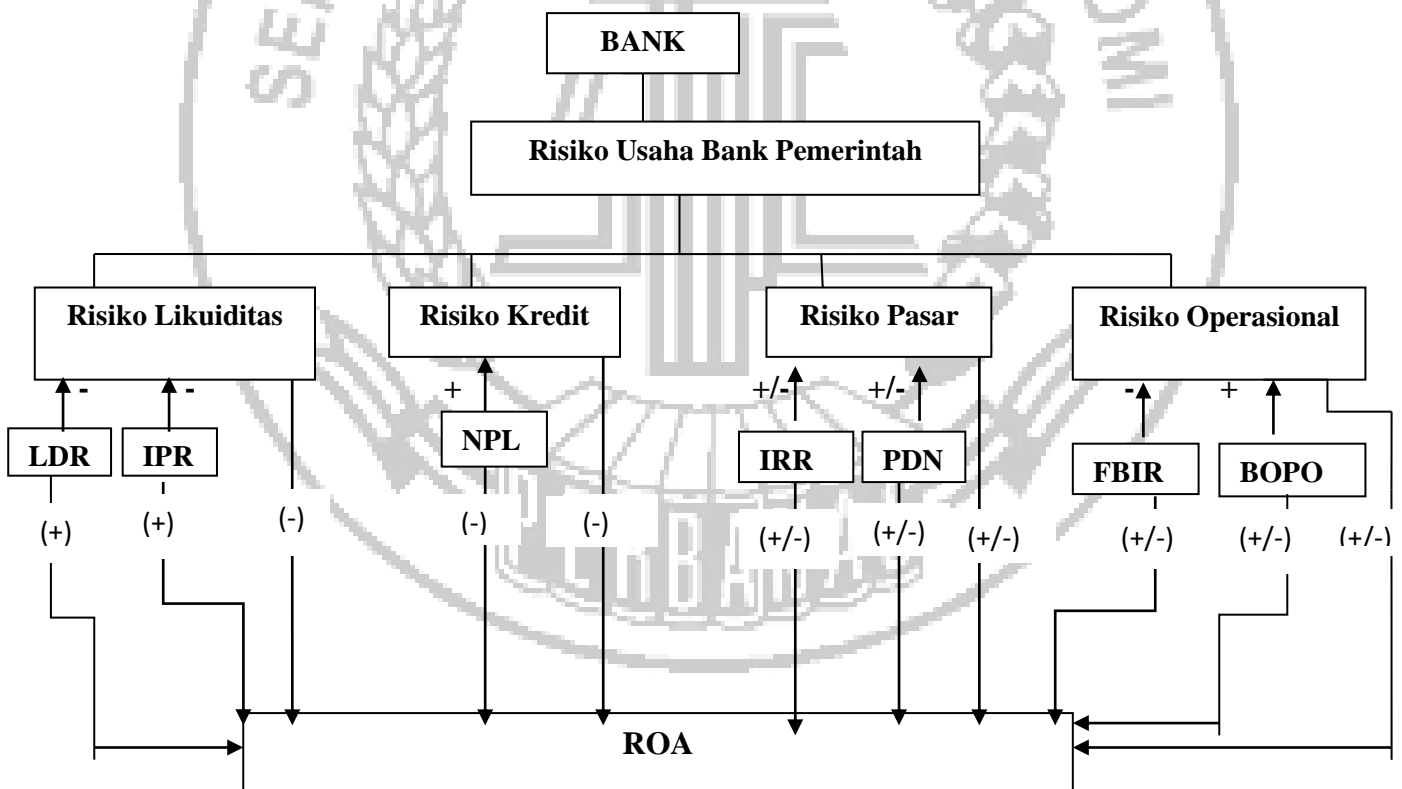 BANK
Risiko Usaha Bank Pemerintah
Risiko Likuiditas
Risiko Kredit
Risiko Pasar
Risiko Operasional
- - + +/- +/- - +
LDR
IPR
NPL
IRR
PDN
FBIR
BOPO
(+) (+) (-) (-) (-) (+/-) (+/-) (+/-) (+/-) (+/-) (+/-)
ROA